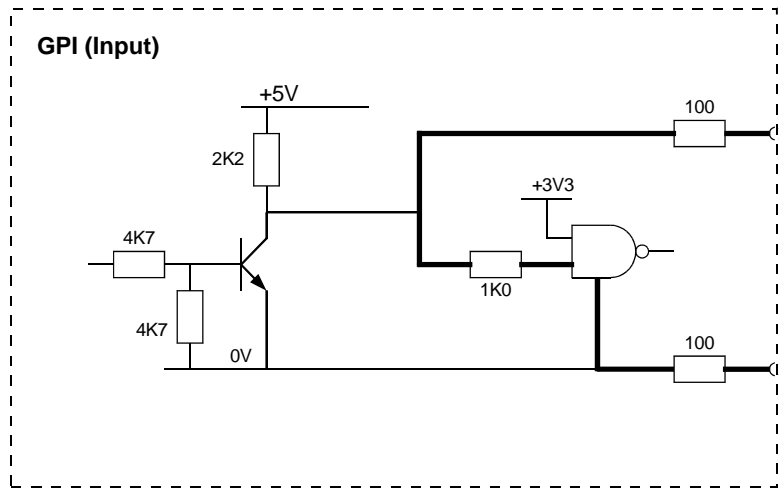 GPI (Input)
+5V
100
2K2
+3V3
4K7
1K0
4K7
0V
100